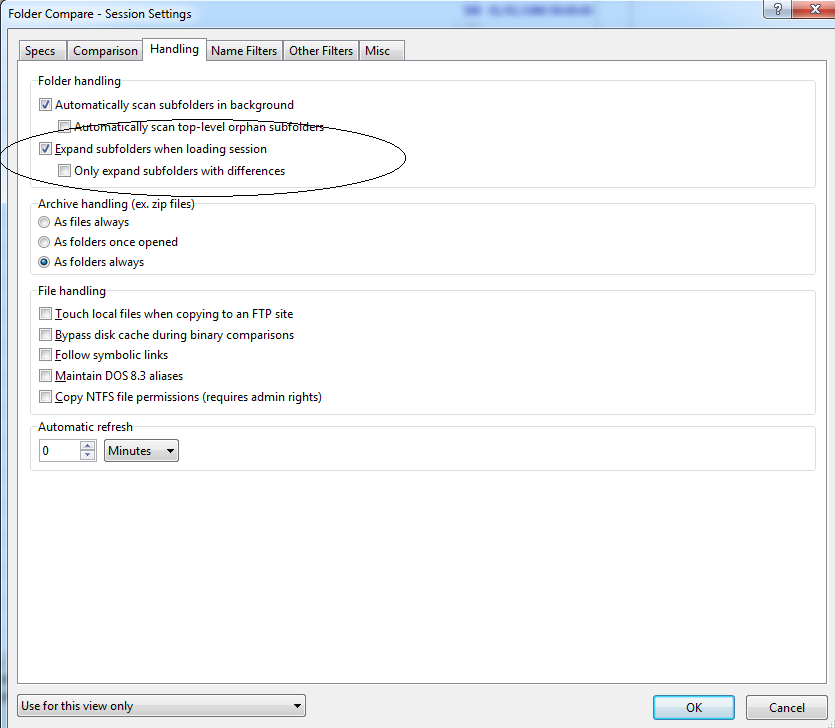 Folder Compare - Session Settings
Specs Comparison Handling Name Filters Other Filters Misc
Folder handling
Automatically scan subfolders in background
Automatically scan top-level orphan subfolders
Expand subfolders when loading session
Only expand subfolders with differences
Archive handling (ex. zip files)
As files always
As folders once opened
As folders always
File handling
Touch local files when copying to an FTP site
Bypass disk cache during binary comparisons
Follow symbolic links
Maintain DOS 8.3 aliases
Copy NTFS file permissions (requires admin rights)
Automatic refresh
0 Minutes
Use for this view only OK Cancel